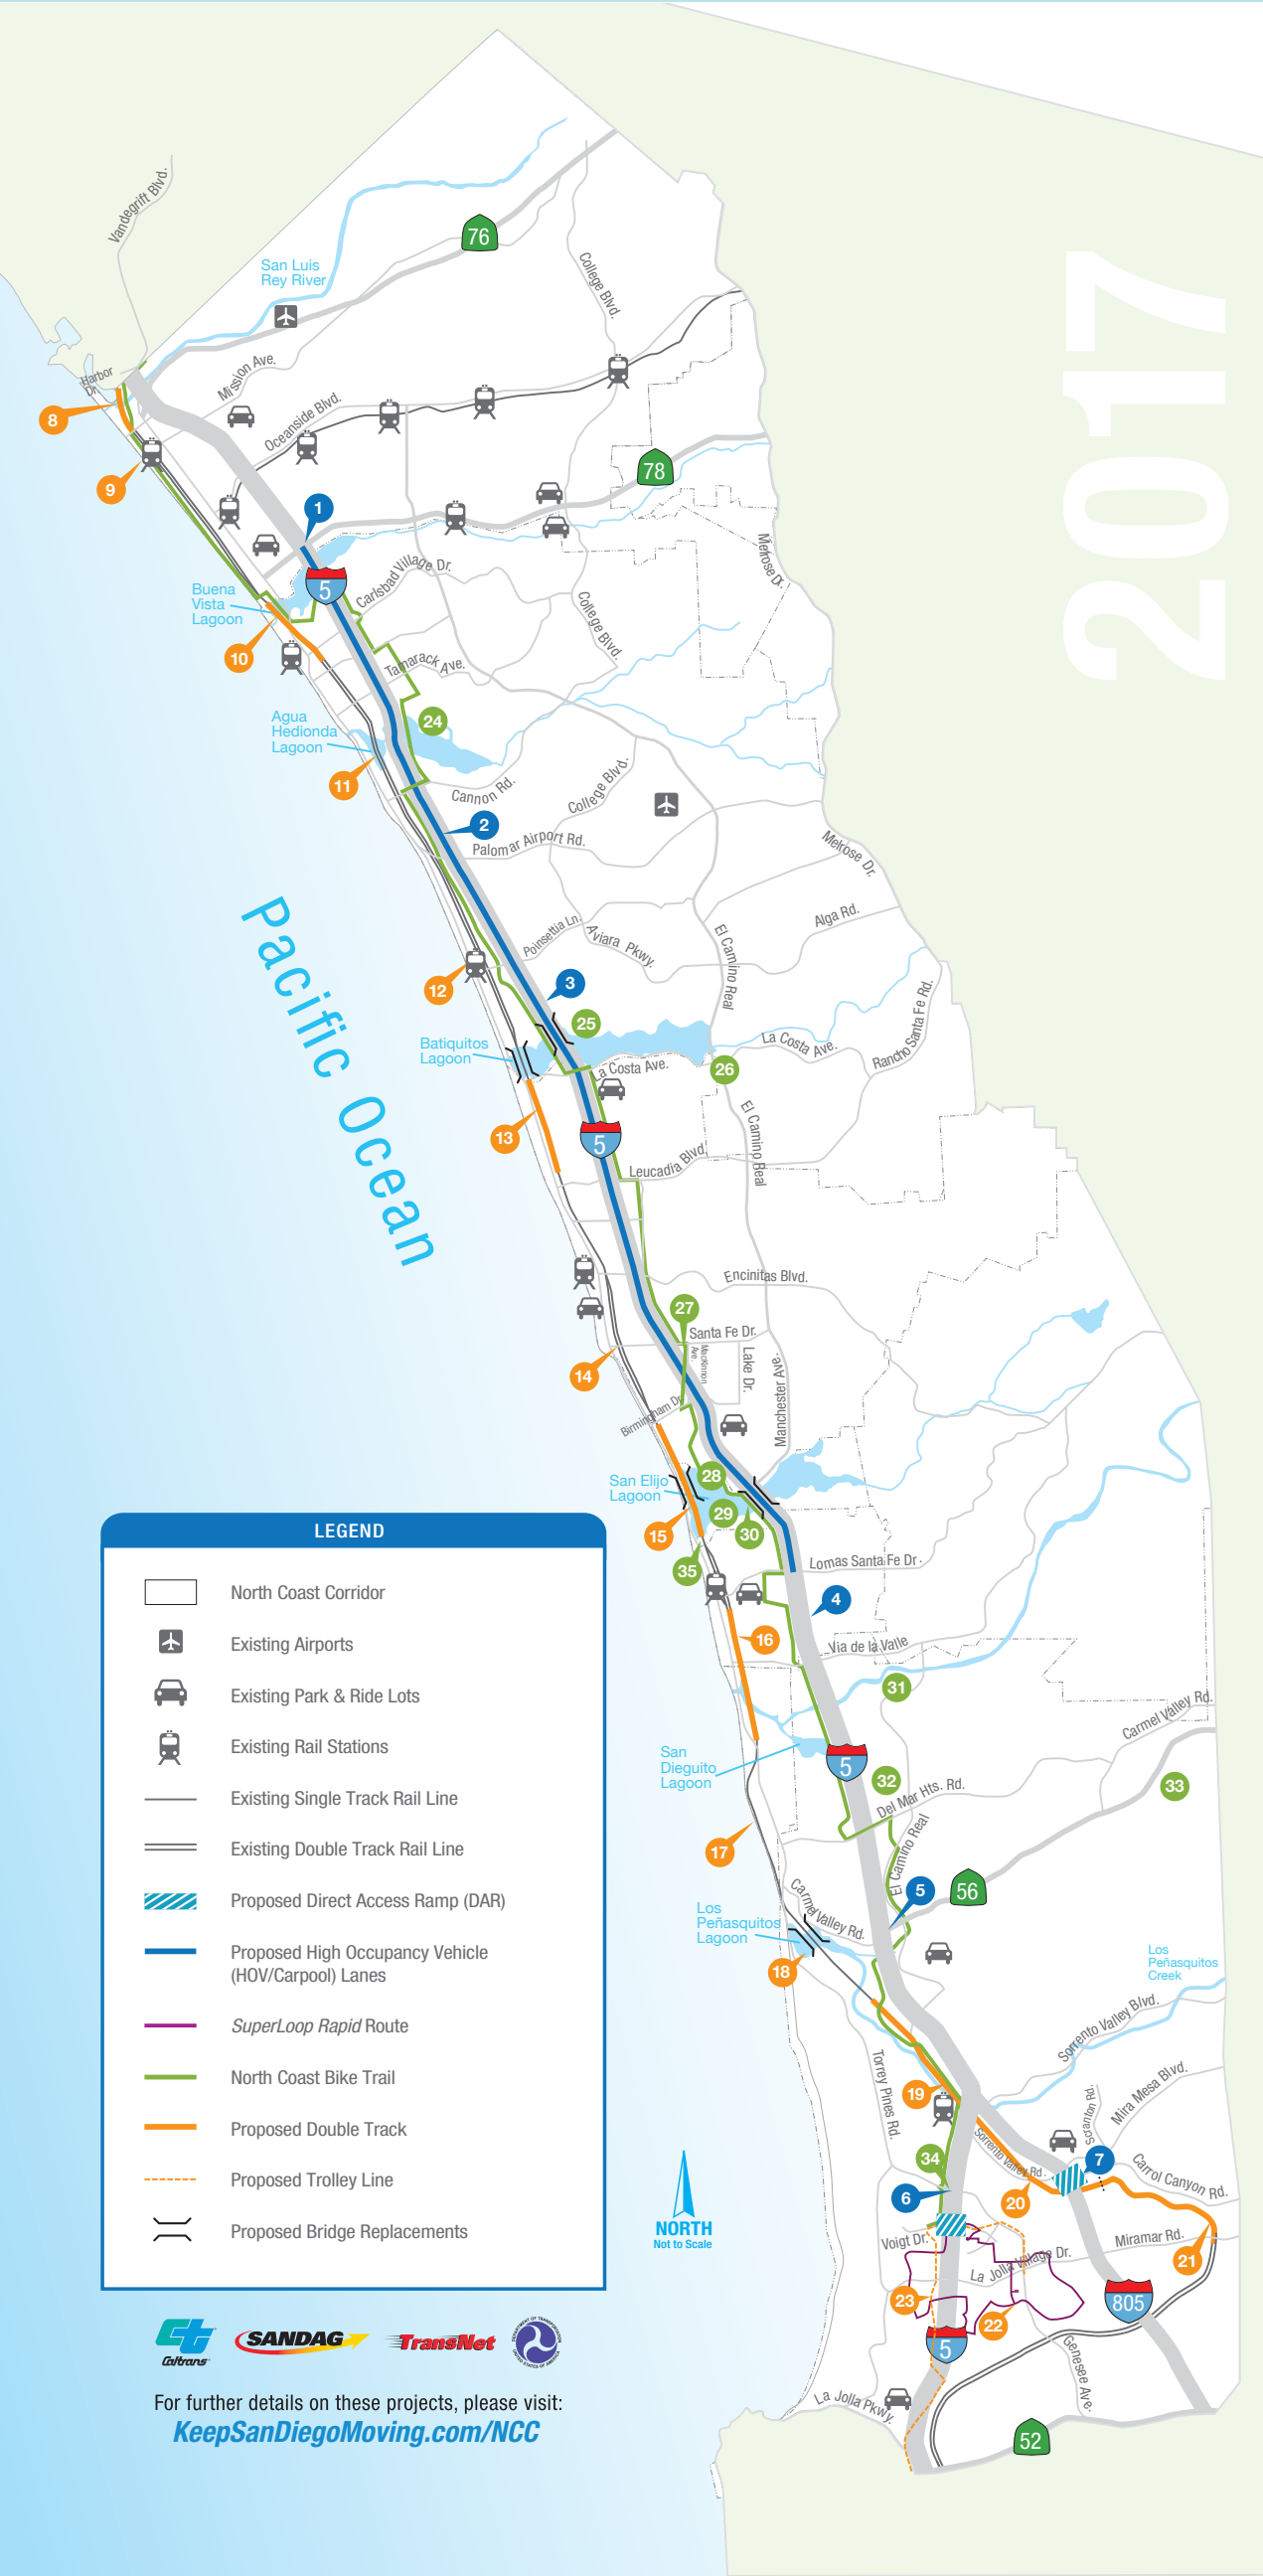 2017
Vandegrift Blvd.
76
San Luis
Rey River
College Blvd.
Harbor
Dr.
Mission Ave.
8
Oceanside Blvd.
9
78
1
Melrose Dr.
5
Carlsbad Village Dr.
Buena
Vista
Lagoon
College Blvd.
10
Tamarack Ave.
Agua
Hedionda
Lagoon
24
11
Cannon Rd.
College Blvd.
2
Palomar Airport Rd.
Melrose Dr.
Pacific Ocean
Poinsettia Ln.
Aviara Pkwy.
El Camino Real
Alga Rd.
12
3
25
Batiquitos
Lagoon
La Costa Ave.
La Costa Ave.
Rancho Santa Fe Rd.
26
13
5
El Camino Real
Leucadia Blvd.
Encinitas Blvd.
27
Santa Fe Dr.
MacKinnon
Ave.
Lake Dr.
Manchester Ave.
14
Birmingham Dr.
San Elijo
Lagoon
28
29
30
15
35
Lomas Santa Fe Dr.
4
16
Via de la Valle
31
Carmel Valley Rd.
San
Dieguito
Lagoon
5
32
33
Del Mar Hts. Rd.
17
El Camino Real
5
56
Carmel Valley Rd.
Los
Peñasquitos
Lagoon
18
Los
Peñasquitos
Creek
Sorrento Valley Blvd.
Torrey Pines Rd.
19
Scranton Rd.
Mira Mesa Blvd.
Sorrento Valley Rd.
34
7
Carrol Canyon Rd.
6
20
Voigt Dr.
Miramar Rd.
La Jolla Village Dr.
21
23
22
805
5
Genesee Ave.
La Jolla Pkwy.
52
LEGEND
North Coast Corridor
Existing Airports
Existing Park & Ride Lots
Existing Rail Stations
Existing Single Track Rail Line
Existing Double Track Rail Line
Proposed Direct Access Ramp (DAR)
Proposed High Occupancy Vehicle
(HOV/Carpool) Lanes
SuperLoop Rapid Route
North Coast Bike Trail
Proposed Double Track
Proposed Trolley Line
Proposed Bridge Replacements
NORTH
Not to Scale
Caltrans
SANDAG
TransNet
DEPARTMENT OF TRANSPORTATION
UNITED STATES OF AMERICA
For further details on these projects, please visit:
KeepSanDiegoMoving.com/NCC